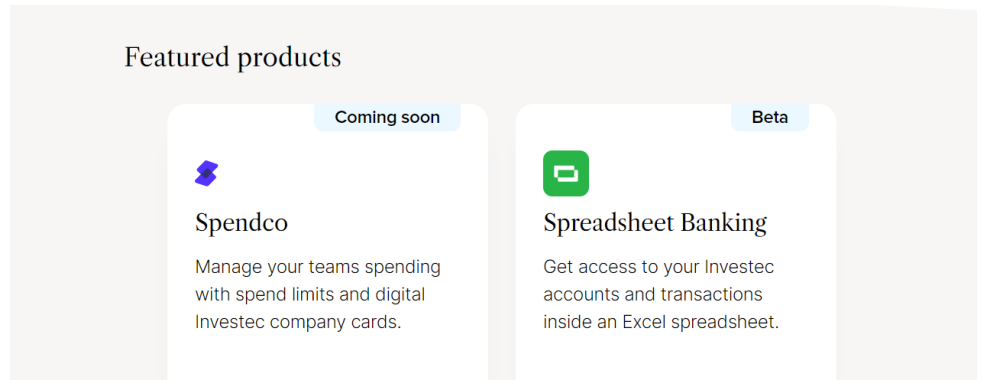 Featured products
Coming soon
Spendco
Manage your teams spending
with spend limits and digital
Investec company cards.
Beta
Spreadsheet Banking
Get access to your Investec
accounts and transactions
inside an Excel spreadsheet.